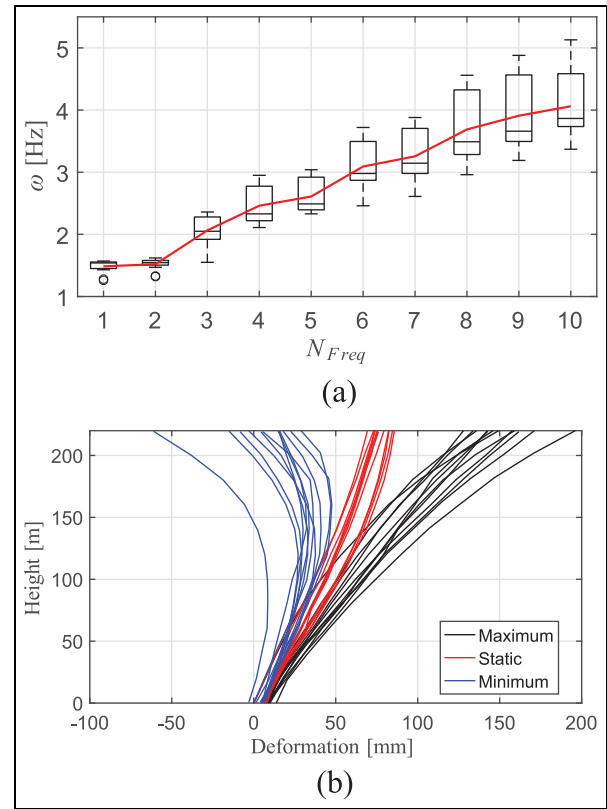 5
4
3
2
1
ω [Hz]
1 2 3 4 5 6 7 8 9 10
N_Freq
(a)
200
150
100
50
0
Height [m]
Maximum
Static
Minimum
-100 -50 0 50 100 150 200
Deformation [mm]
(b)